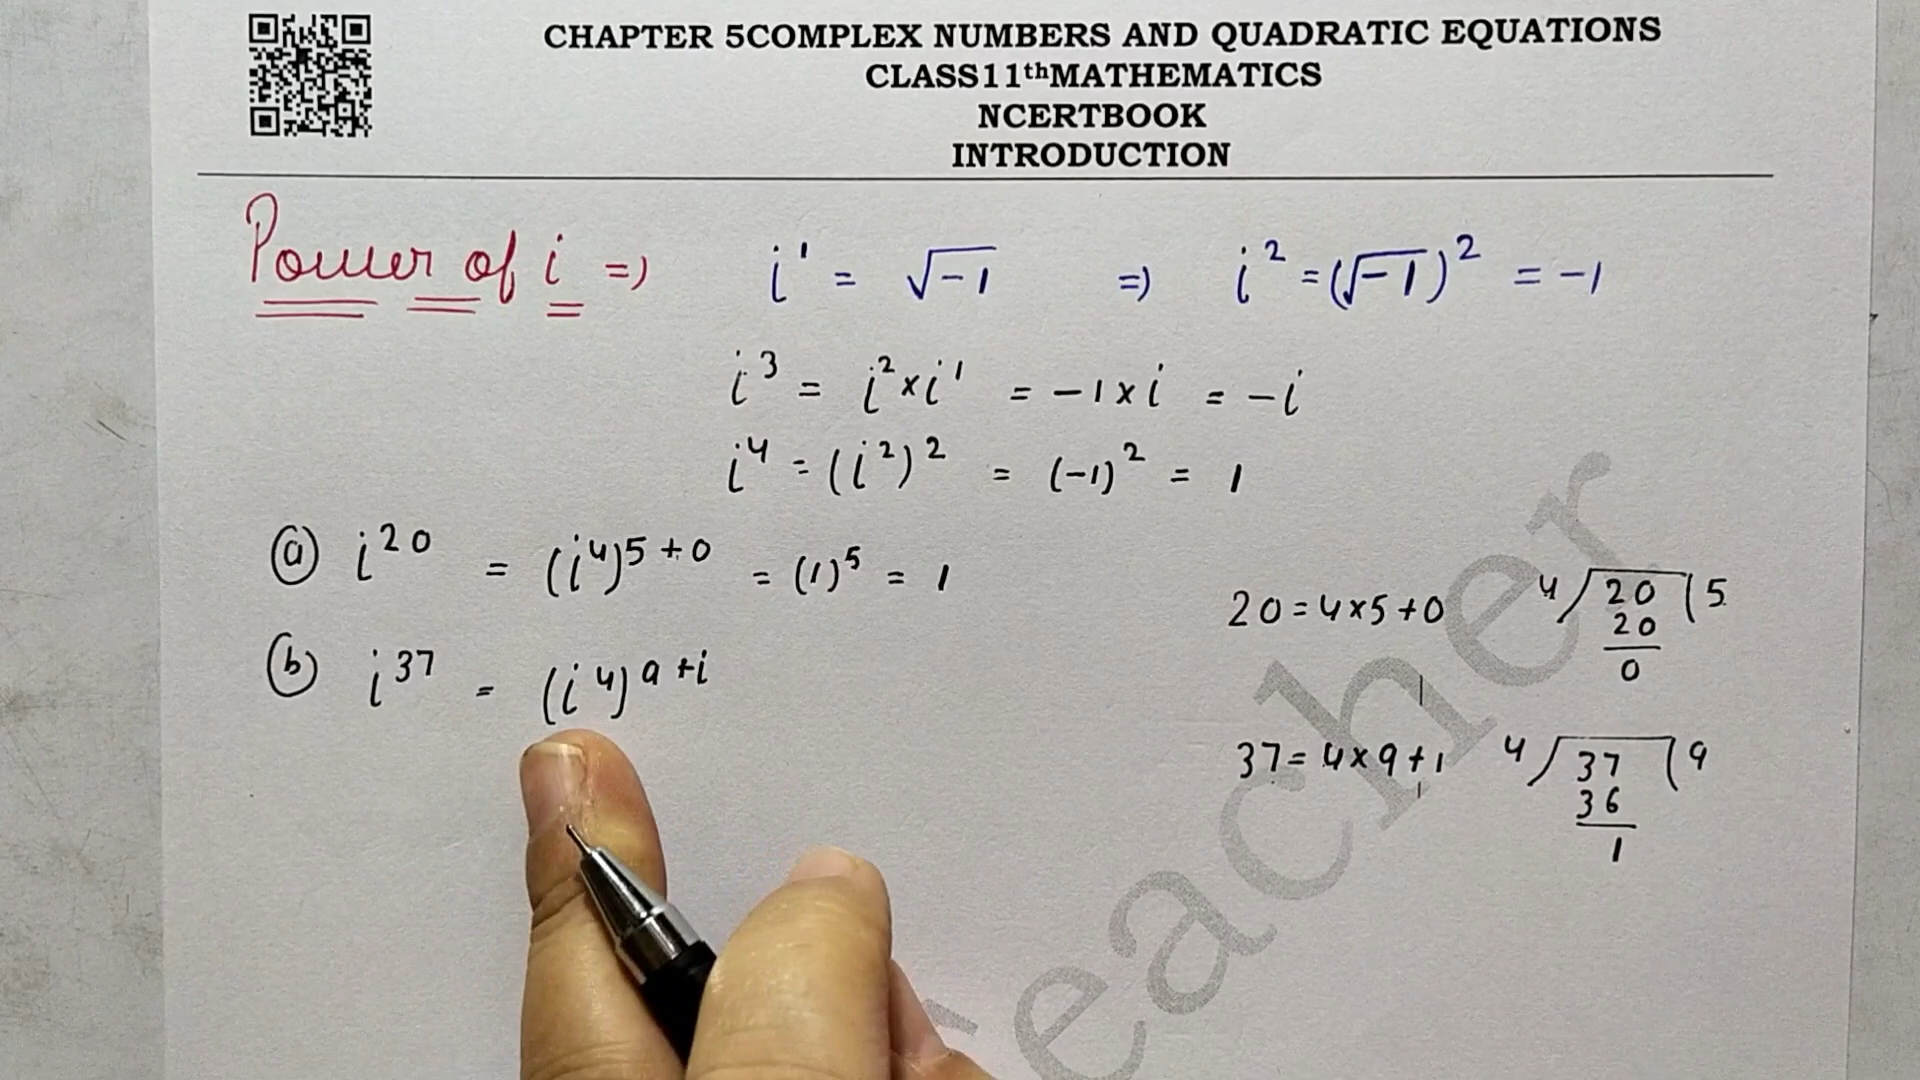 CHAPTER 5COMPLEX NUMBERS AND QUADRATIC EQUATIONS
CLASS11thMATHEMATICS
NCERTBOOK
INTRODUCTION
Power of i => i¹ = √-1 => i² = (√-1)² = -1
i³ = i² × i¹ = -1 × i = -i
i⁴ = (i²)² = (-1)² = 1
(a) i²⁰ = (i⁴)⁵⁺⁰ = (1)⁵ = 1
20 = 4×5+0
4 20 5
20
0
(b) i³⁷ = (i⁴)^9+i
37 = 4×9+1
4 37 9
36
1
eacher